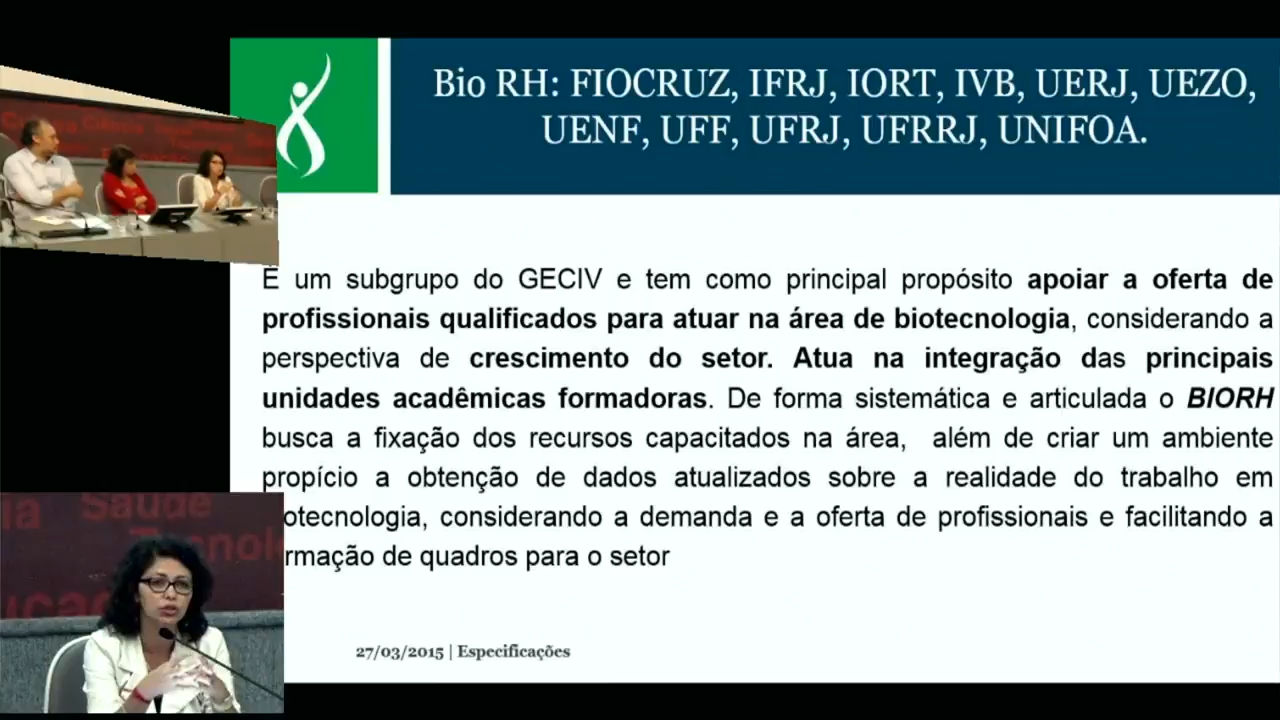 Bio RH: FIOCRUZ, IFRJ, IORT, IVB, UERJ, UEZO,
UENF, UFF, UFRJ, UFRRJ, UNIFOA.
É um subgrupo do GECIV e tem como principal propósito apoiar a oferta de
profissionais qualificados para atuar na área de biotecnologia, considerando a
perspectiva de crescimento do setor. Atua na integração das principais
unidades acadêmicas formadoras. De forma sistemática e articulada o BIORH
busca a fixação dos recursos capacitados na área, além de criar um ambiente
propício a obtenção de dados atualizados sobre a realidade do trabalho em
otecnologia, considerando a demanda e a oferta de profissionais e facilitando a
rmação de quadros para o setor
27/03/2015 | Especificações
ia Saúde
Tecnol
ucaç